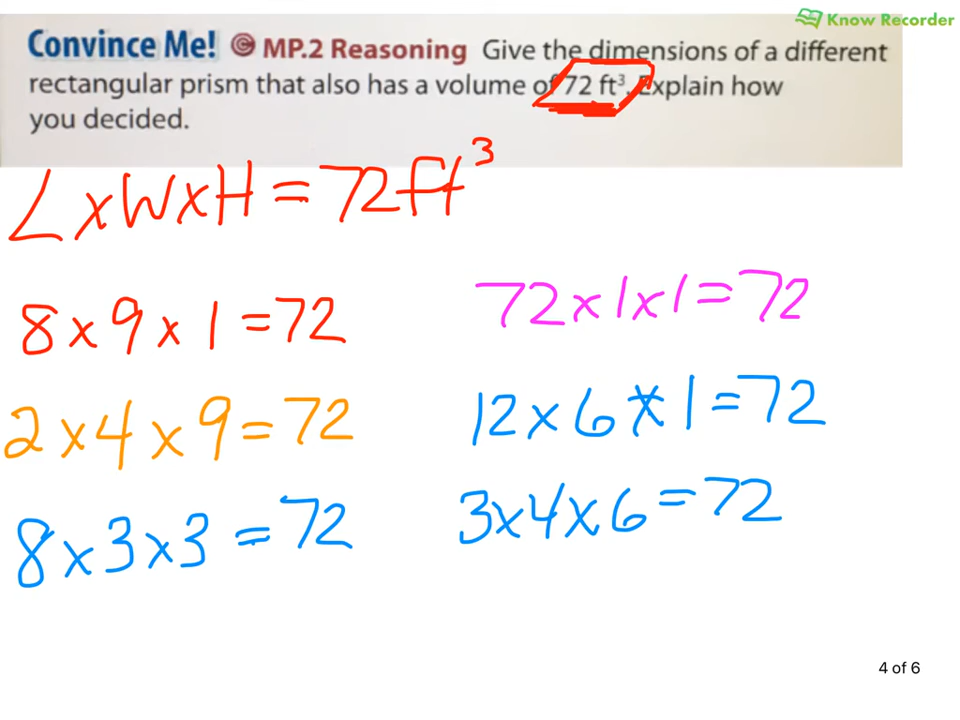 Know Recorder
Convince Me! MP.2 Reasoning Give the dimensions of a different
rectangular prism that also has a volume of 72 ft³. Explain how
you decided.
L x W x H = 72 ft³
8 x 9 x 1 = 72
72 x 1 x 1 = 72
2 x 4 x 9 = 72
12 x 6 x 1 = 72
8 x 3 x 3 = 72
3 x 4 x 6 = 72
4 of 6